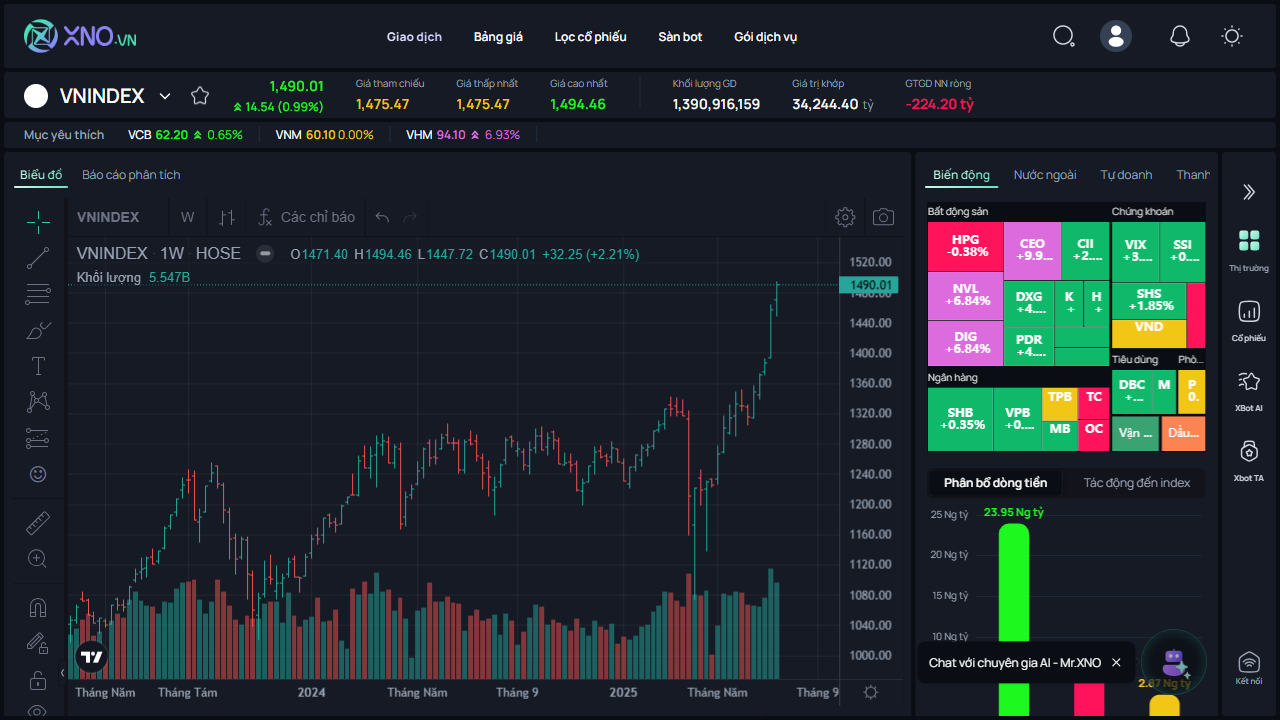 XNO.VN
Giao dịch Bảng giá Lọc cổ phiếu Sàn bot Gói dịch vụ
VNINDEX 1,490.01 14.54 (0.99%)
Giá tham chiếu 1,475.47
Giá thấp nhất 1,475.47
Giá cao nhất 1,494.46
Khối lượng GD 1,390,916,159
Giá trị khớp 34,244.40 tỷ
GTGD NN ròng -224.20 tỷ
Mục yêu thích VCB 62.20 0.65% VNM 60.10 0.00% VHM 94.10 6.93%
Biểu đồ Báo cáo phân tích
VNINDEX W Các chỉ báo
VNINDEX · 1W · HOSE O1471.40 H1494.46 L1447.72 C1490.01 +32.25 (+2.21%)
Khối lượng 5.547B
1520.00
1490.01
1480.00
1440.00
1400.00
1360.00
1320.00
1280.00
1240.00
1200.00
1160.00
1120.00
1080.00
1040.00
1000.00
Tháng Năm Tháng Tám 2024 Tháng Năm Tháng 9 2025 Tháng Năm Tháng 9
Biến động Nước ngoài Tự doanh Thanh
Bất động sản Chứng khoán
HPG
-0.38%
CEO
+9.9...
CII
+2....
VIX
+3....
SSI
+0....
NVL
+6.84%
DXG
+4....
K
+
H
+
SHS
+1.85%
DIG
+6.84%
PDR
+4....
VND
Tiêu dùng Phò...
Ngân hàng
DBC
+...
M
P
0.
SHB
+0.35%
VPB
+0....
TPB
TC
MB
OC
Vận ...
Dầu...
Phân bổ dòng tiền Tác động đến index
25 Ng tỷ
23.95 Ng tỷ
20 Ng tỷ
15 Ng tỷ
10 Ng tỷ
2.87 Ng tỷ
Chat với chuyên gia AI - Mr.XNO
Thị trường
Cổ phiếu
XBot AI
Xbot TA
Kết nối